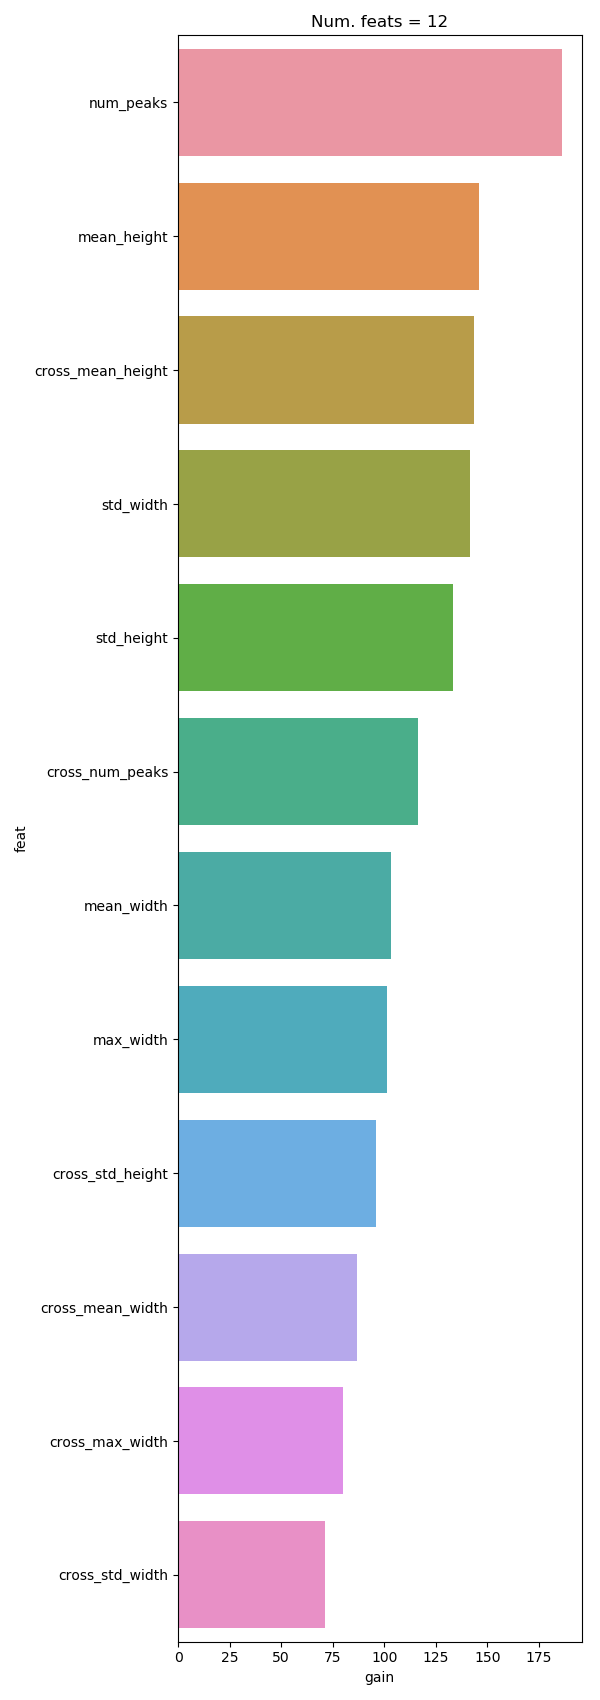 Num. feats = 12
num_peaks
mean_height
cross_mean_height
std_width
std_height
cross_num_peaks
feat
mean_width
max_width
cross_std_height
cross_mean_width
cross_max_width
cross_std_width
0 25 50 75 100 125 150 175
gain